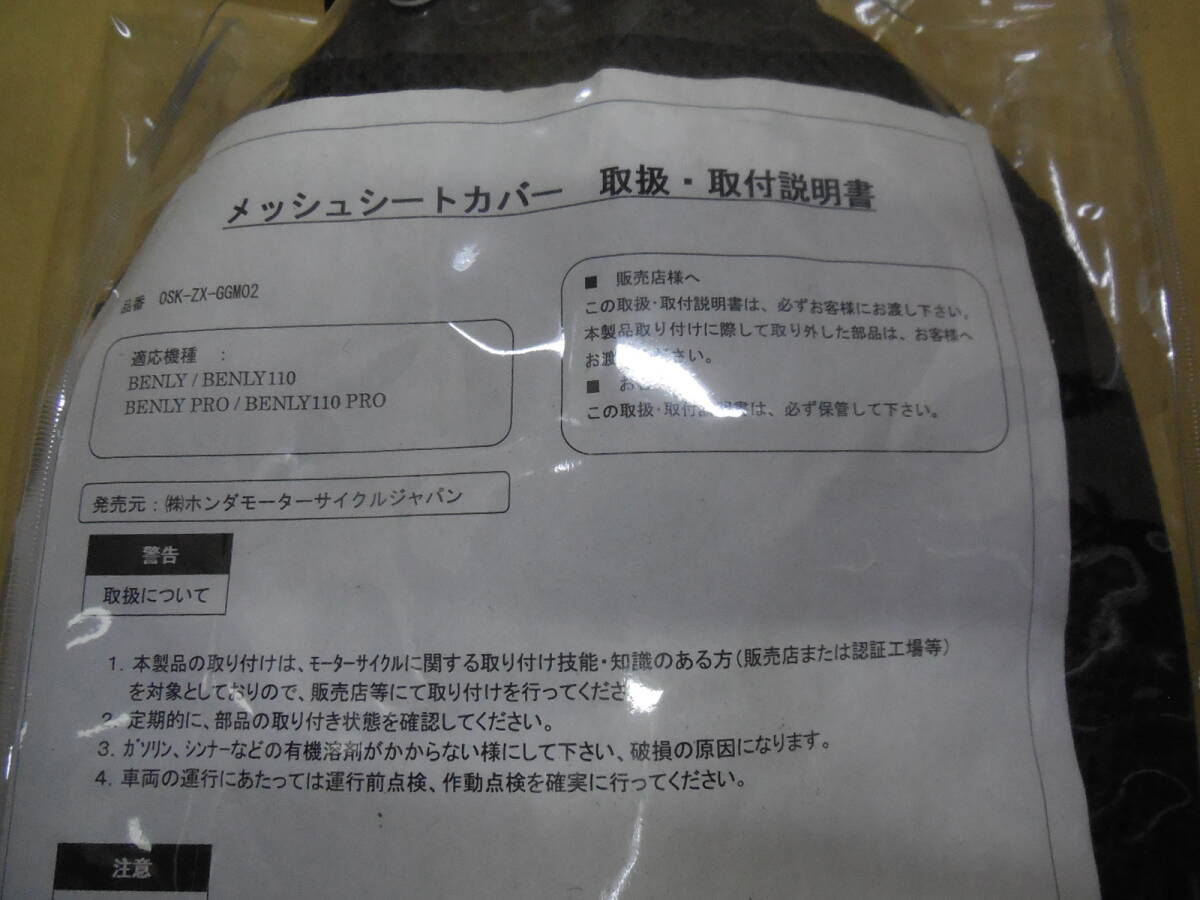 メッシュシートカバー 取扱・取付説明書
品番 0SK-ZX-GGM02
適応機種 :
BENLY / BENLY110
BENLY PRO / BENLY110 PRO
■ 販売店様へ
この取扱・取付説明書は、必ずお客様にお渡し下さい。
本製品取り付けに際して取り外した部品は、お客様へ
お渡 ださい。
■ お
この取扱・取付説明書は、必ず保管して下さい。
発売元:㈱ホンダモーターサイクルジャパン
警告
取扱について
1. 本製品の取り付けは、モーターサイクルに関する取り付け技能・知識のある方(販売店または認証工場等)
を対象としておりので、販売店等にて取り付けを行ってくださ
2. 定期的に、部品の取り付き状態を確認してください。
3. ガソリン、シンナーなどの有機溶剤がかからない様にして下さい、破損の原因になります。
4. 車両の運行にあたっては運行前点検、作動点検を確実に行ってください。
注意